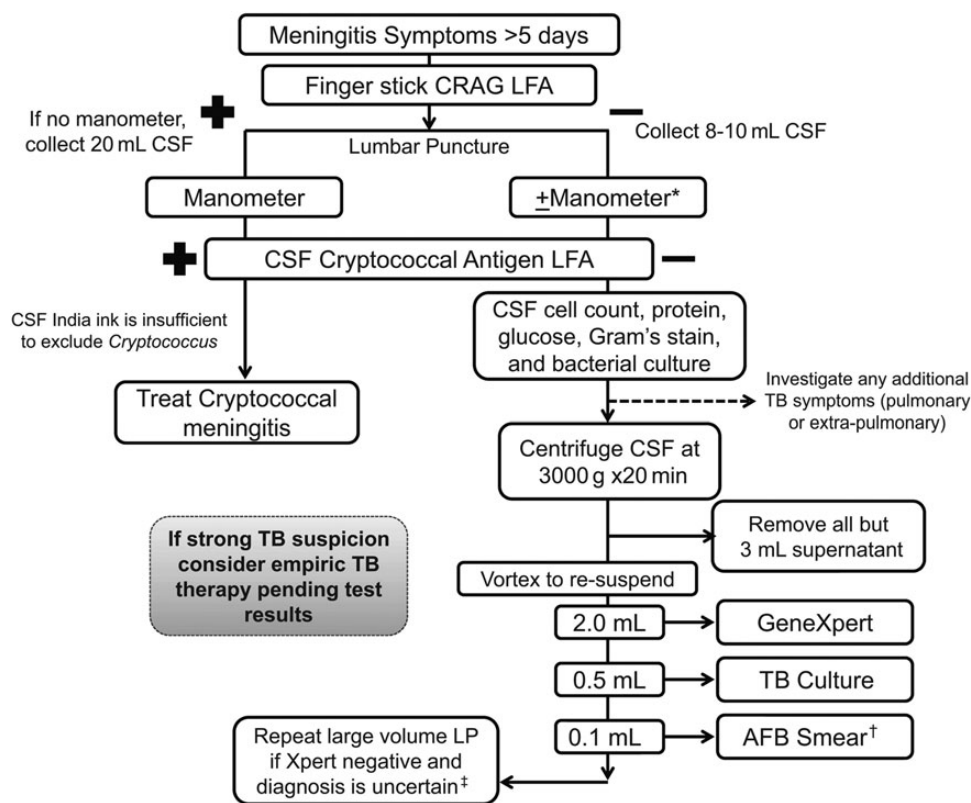 Meningitis Symptoms >5 days
Finger stick CRAG LFA
+
−
If no manometer,
collect 20 mL CSF
Collect 8-10 mL CSF
Lumbar Puncture
Manometer
±Manometer*
+
CSF Cryptococcal Antigen LFA
−
CSF India ink is insufficient
to exclude Cryptococcus
CSF cell count, protein,
glucose, Gram's stain,
and bacterial culture
Treat Cryptococcal
meningitis
Investigate any additional
TB symptoms (pulmonary
or extra-pulmonary)
Centrifuge CSF at
3000 g x20 min
If strong TB suspicion
consider empiric TB
therapy pending test
results
Remove all but
3 mL supernatant
Vortex to re-suspend
2.0 mL
GeneXpert
0.5 mL
TB Culture
0.1 mL
AFB Smear†
Repeat large volume LP
if Xpert negative and
diagnosis is uncertain‡